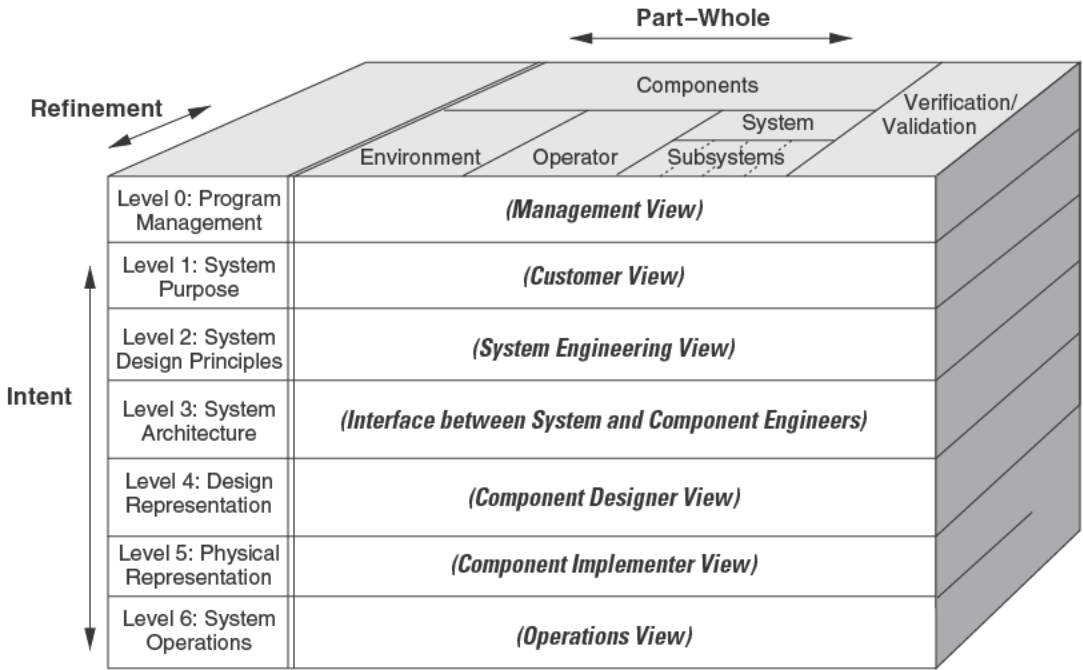 Part–Whole
Refinement
Components
Verification/
Validation
System
Environment
Operator
Subsystems
Intent
Level 0: Program
Management
(Management View)
Level 1: System
Purpose
(Customer View)
Level 2: System
Design Principles
(System Engineering View)
Level 3: System
Architecture
(Interface between System and Component Engineers)
Level 4: Design
Representation
(Component Designer View)
Level 5: Physical
Representation
(Component Implementer View)
Level 6: System
Operations
(Operations View)